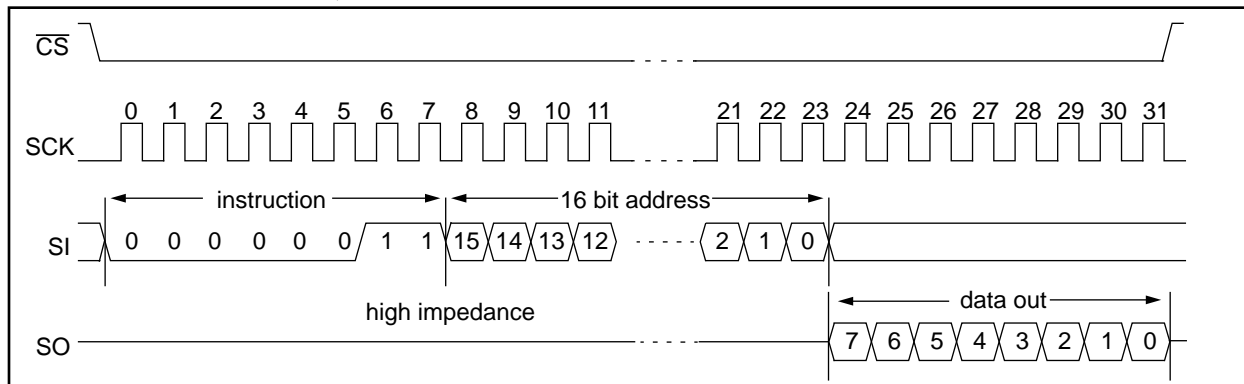 CS
0 1 2 3 4 5 6 7 8 9 10 11 21 22 23 24 25 26 27 28 29 30 31
SCK
instruction 16 bit address
SI 0 0 0 0 0 0 1 1 15 14 13 12 2 1 0
high impedance data out
SO 7 6 5 4 3 2 1 0